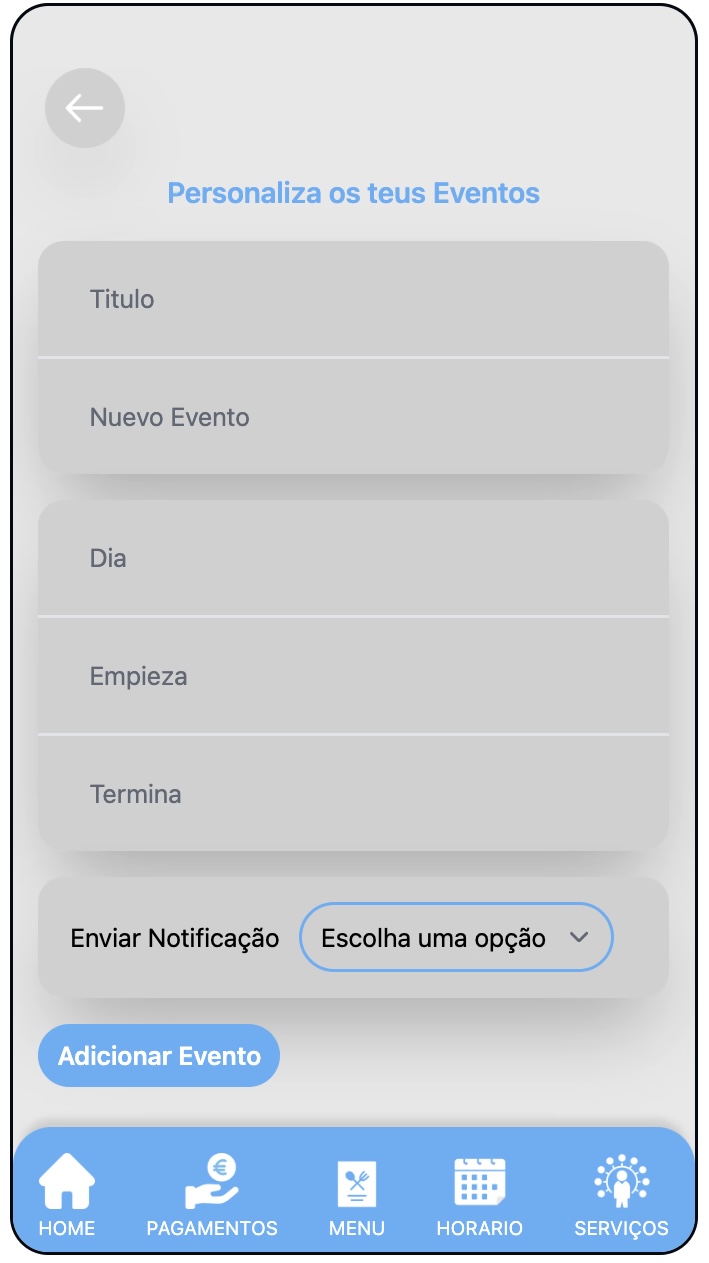 Personaliza os teus Eventos
Titulo
Nuevo Evento
Dia
Empieza
Termina
Enviar Notificação Escolha uma opção
Adicionar Evento
€
HOME PAGAMENTOS MENU HORARIO SERVIÇOS